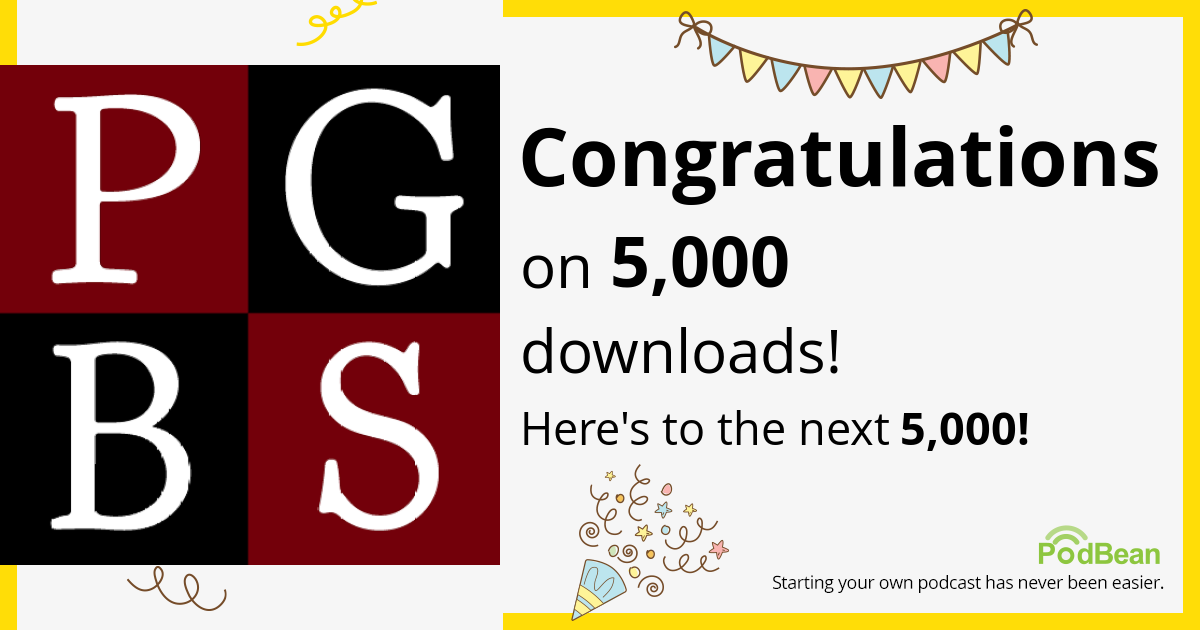 P G
B S
Congratulations
on 5,000
downloads!
Here's to the next 5,000!
PodBean
Starting your own podcast has never been easier.